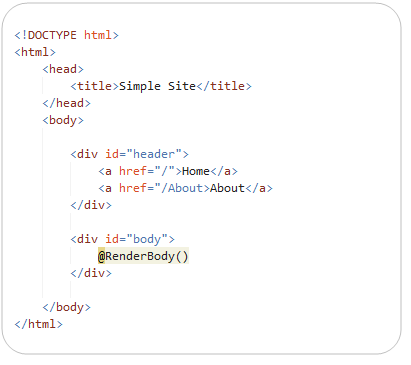 <!DOCTYPE html>
<html>
<head>
<title>Simple Site</title>
</head>
<body>
<div id="header">
<a href="/">Home</a>
<a href="/About>About</a>
</div>
<div id="body">
@RenderBody()
</div>
</body>
</html>